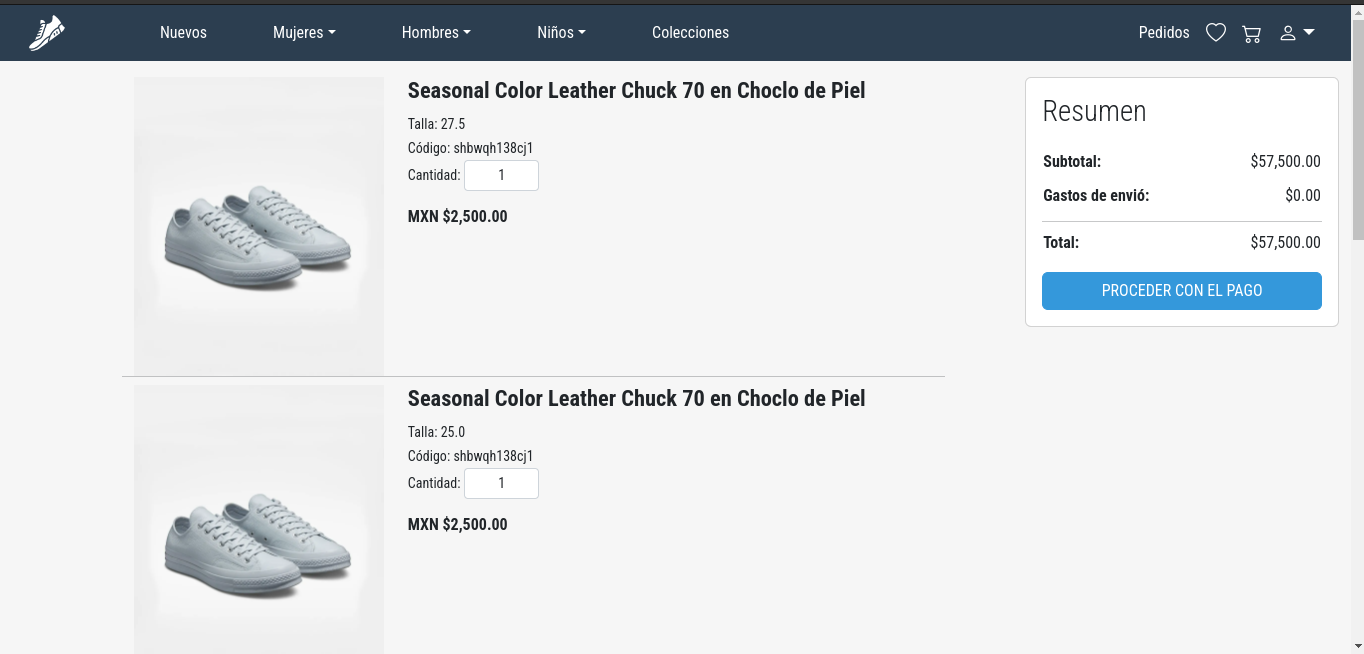 Nuevos Mujeres Hombres Niños Colecciones Pedidos
Seasonal Color Leather Chuck 70 en Choclo de Piel
Talla: 27.5
Código: shbwqh138cj1
Cantidad: 1
MXN $2,500.00
Seasonal Color Leather Chuck 70 en Choclo de Piel
Talla: 25.0
Código: shbwqh138cj1
Cantidad: 1
MXN $2,500.00
Resumen
Subtotal: $57,500.00
Gastos de envió: $0.00
Total: $57,500.00
PROCEDER CON EL PAGO